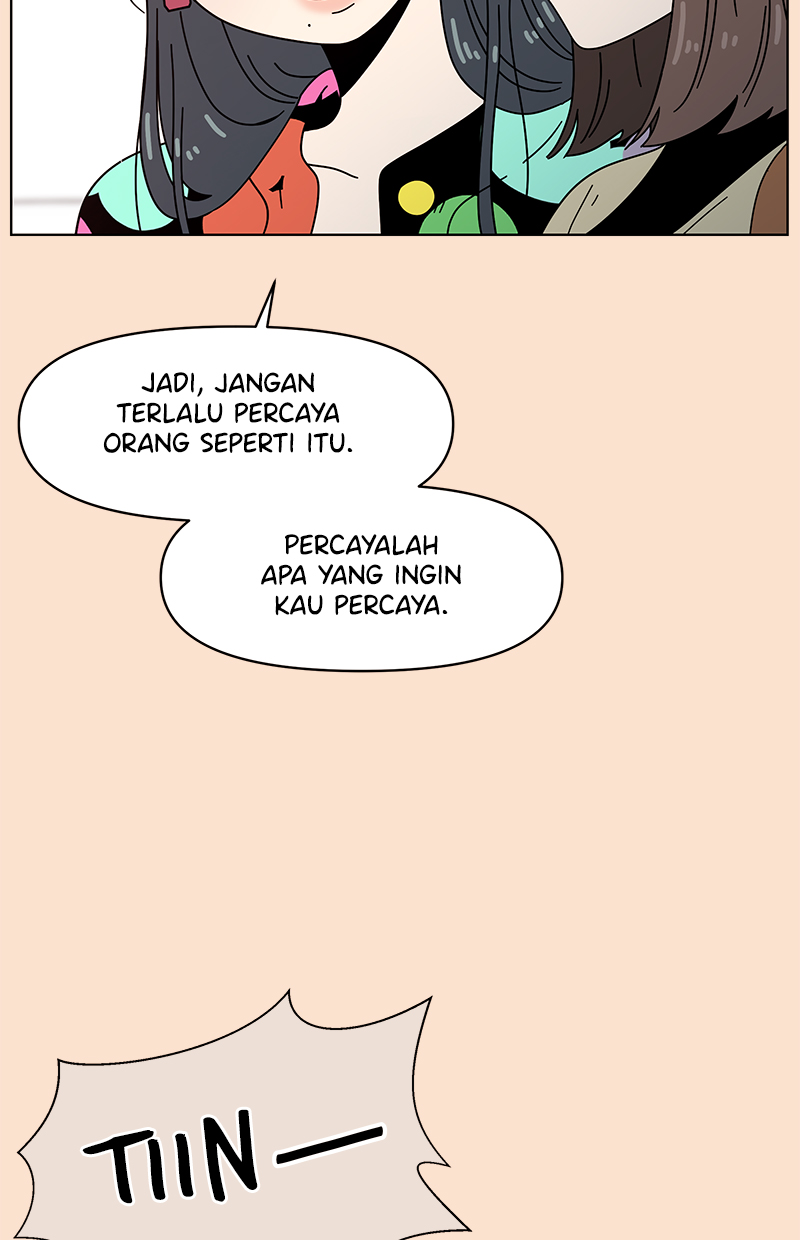 JADI, JANGAN
TERLALU PERCAYA
ORANG SEPERTI ITU.
PERCAYALAH
APA YANG INGIN
KAU PERCAYA.
TIIN—